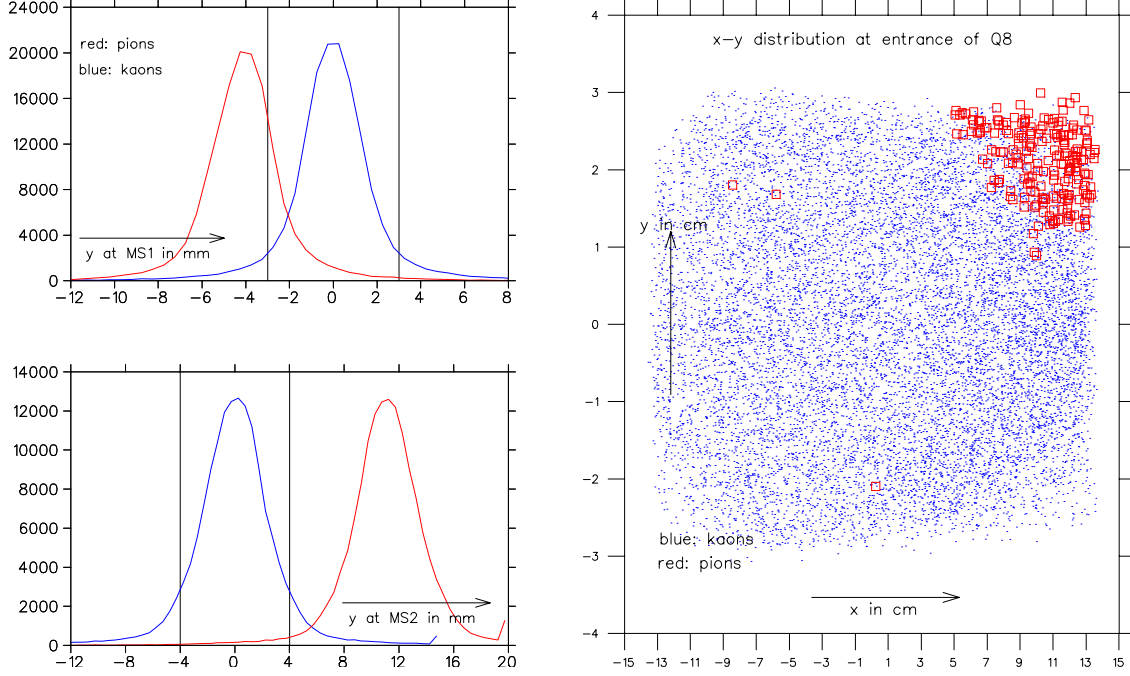 24000
20000
16000
12000
8000
4000
0
red: pions
blue: kaons
y at MS1 in mm
−12 −10 −8 −6 −4 −2 0 2 4 6 8
14000
12000
10000
8000
6000
4000
2000
0
y at MS2 in mm
−12 −8 −4 0 4 8 12 16 20
x−y distribution at entrance of Q8
4
3
2
1
0
−1
−2
−3
−4
y in cm
blue: kaons
red: pions
x in cm
−15 −13 −11 −9 −7 −5 −3 −1 1 3 5 7 9 11 13 15